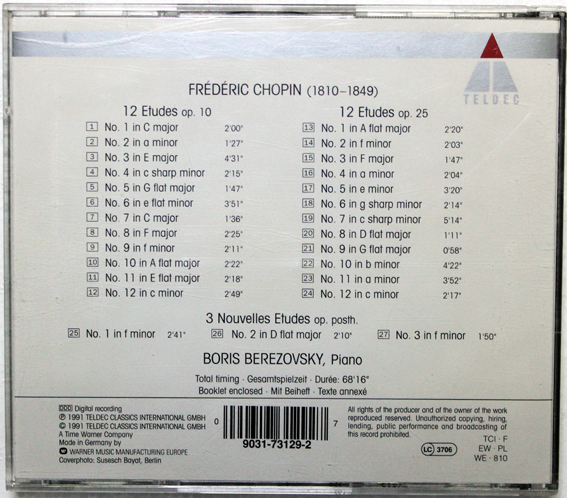 TELDEC
FRÉDÉRIC CHOPIN (1810–1849)
12 Etudes op. 10
1 No. 1 in C major 2'00"
2 No. 2 in a minor 1'27"
3 No. 3 in E major 4'31"
4 No. 4 in c sharp minor 2'15"
5 No. 5 in G flat major 1'47"
6 No. 6 in e flat minor 3'51"
7 No. 7 in C major 1'36"
8 No. 8 in F major 2'25"
9 No. 9 in f minor 2'11"
10 No. 10 in A flat major 2'22"
11 No. 11 in E flat major 2'18"
12 No. 12 in c minor 2'49"
12 Etudes op. 25
13 No. 1 in A flat major 2'20"
14 No. 2 in f minor 2'03"
15 No. 3 in F major 1'47"
16 No. 4 in a minor 2'04"
17 No. 5 in e minor 3'20"
18 No. 6 in g sharp minor 2'14"
19 No. 7 in c sharp minor 5'14"
20 No. 8 in D flat major 1'11"
21 No. 9 in G flat major 0'58"
22 No. 10 in b minor 4'22"
23 No. 11 in a minor 3'52"
24 No. 12 in c minor 2'17"
3 Nouvelles Etudes op. posth.
25 No. 1 in f minor 2'41" 26 No. 2 in D flat major 2'10" 27 No. 3 in f minor 1'50"
BORIS BEREZOVSKY, Piano
Total timing · Gesamtspielzeit · Durée: 68'16"
Booklet enclosed · Mit Beiheft · Texte annexé
DDD Digital recording
℗ 1991 TELDEC CLASSICS INTERNATIONAL GMBH
© 1991 TELDEC CLASSICS INTERNATIONAL GMBH
A Time Warner Company
Made in Germany by
WARNER MUSIC MANUFACTURING EUROPE
Coverphoto: Susesch Bayat, Berlin
0 7
9031-73129-2
All rights of the producer and of the owner of the work
reproduced reserved. Unauthorized copying, hiring,
lending, public performance and broadcasting of
this record prohibited.
LC 3706
TCI · F
EW · PL
WE · 810